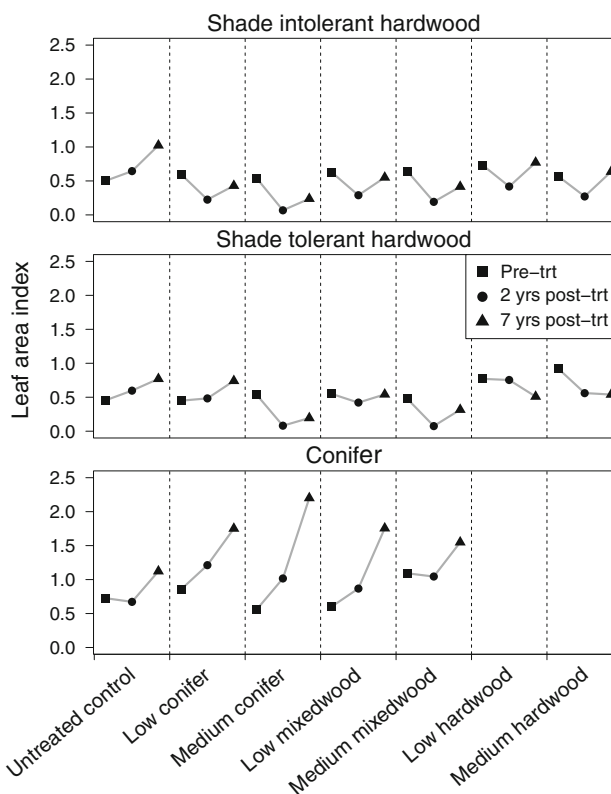 Shade intolerant hardwood
2.5
2.0
1.5
1.0
0.5
0.0
Shade tolerant hardwood
2.5
2.0
1.5
1.0
0.5
0.0
Pre−trt
2 yrs post−trt
7 yrs post−trt
Leaf area index
Conifer
2.5
2.0
1.5
1.0
0.5
0.0
Untreated control
Low conifer
Medium conifer
Low mixedwood
Medium mixedwood
Low hardwood
Medium hardwood